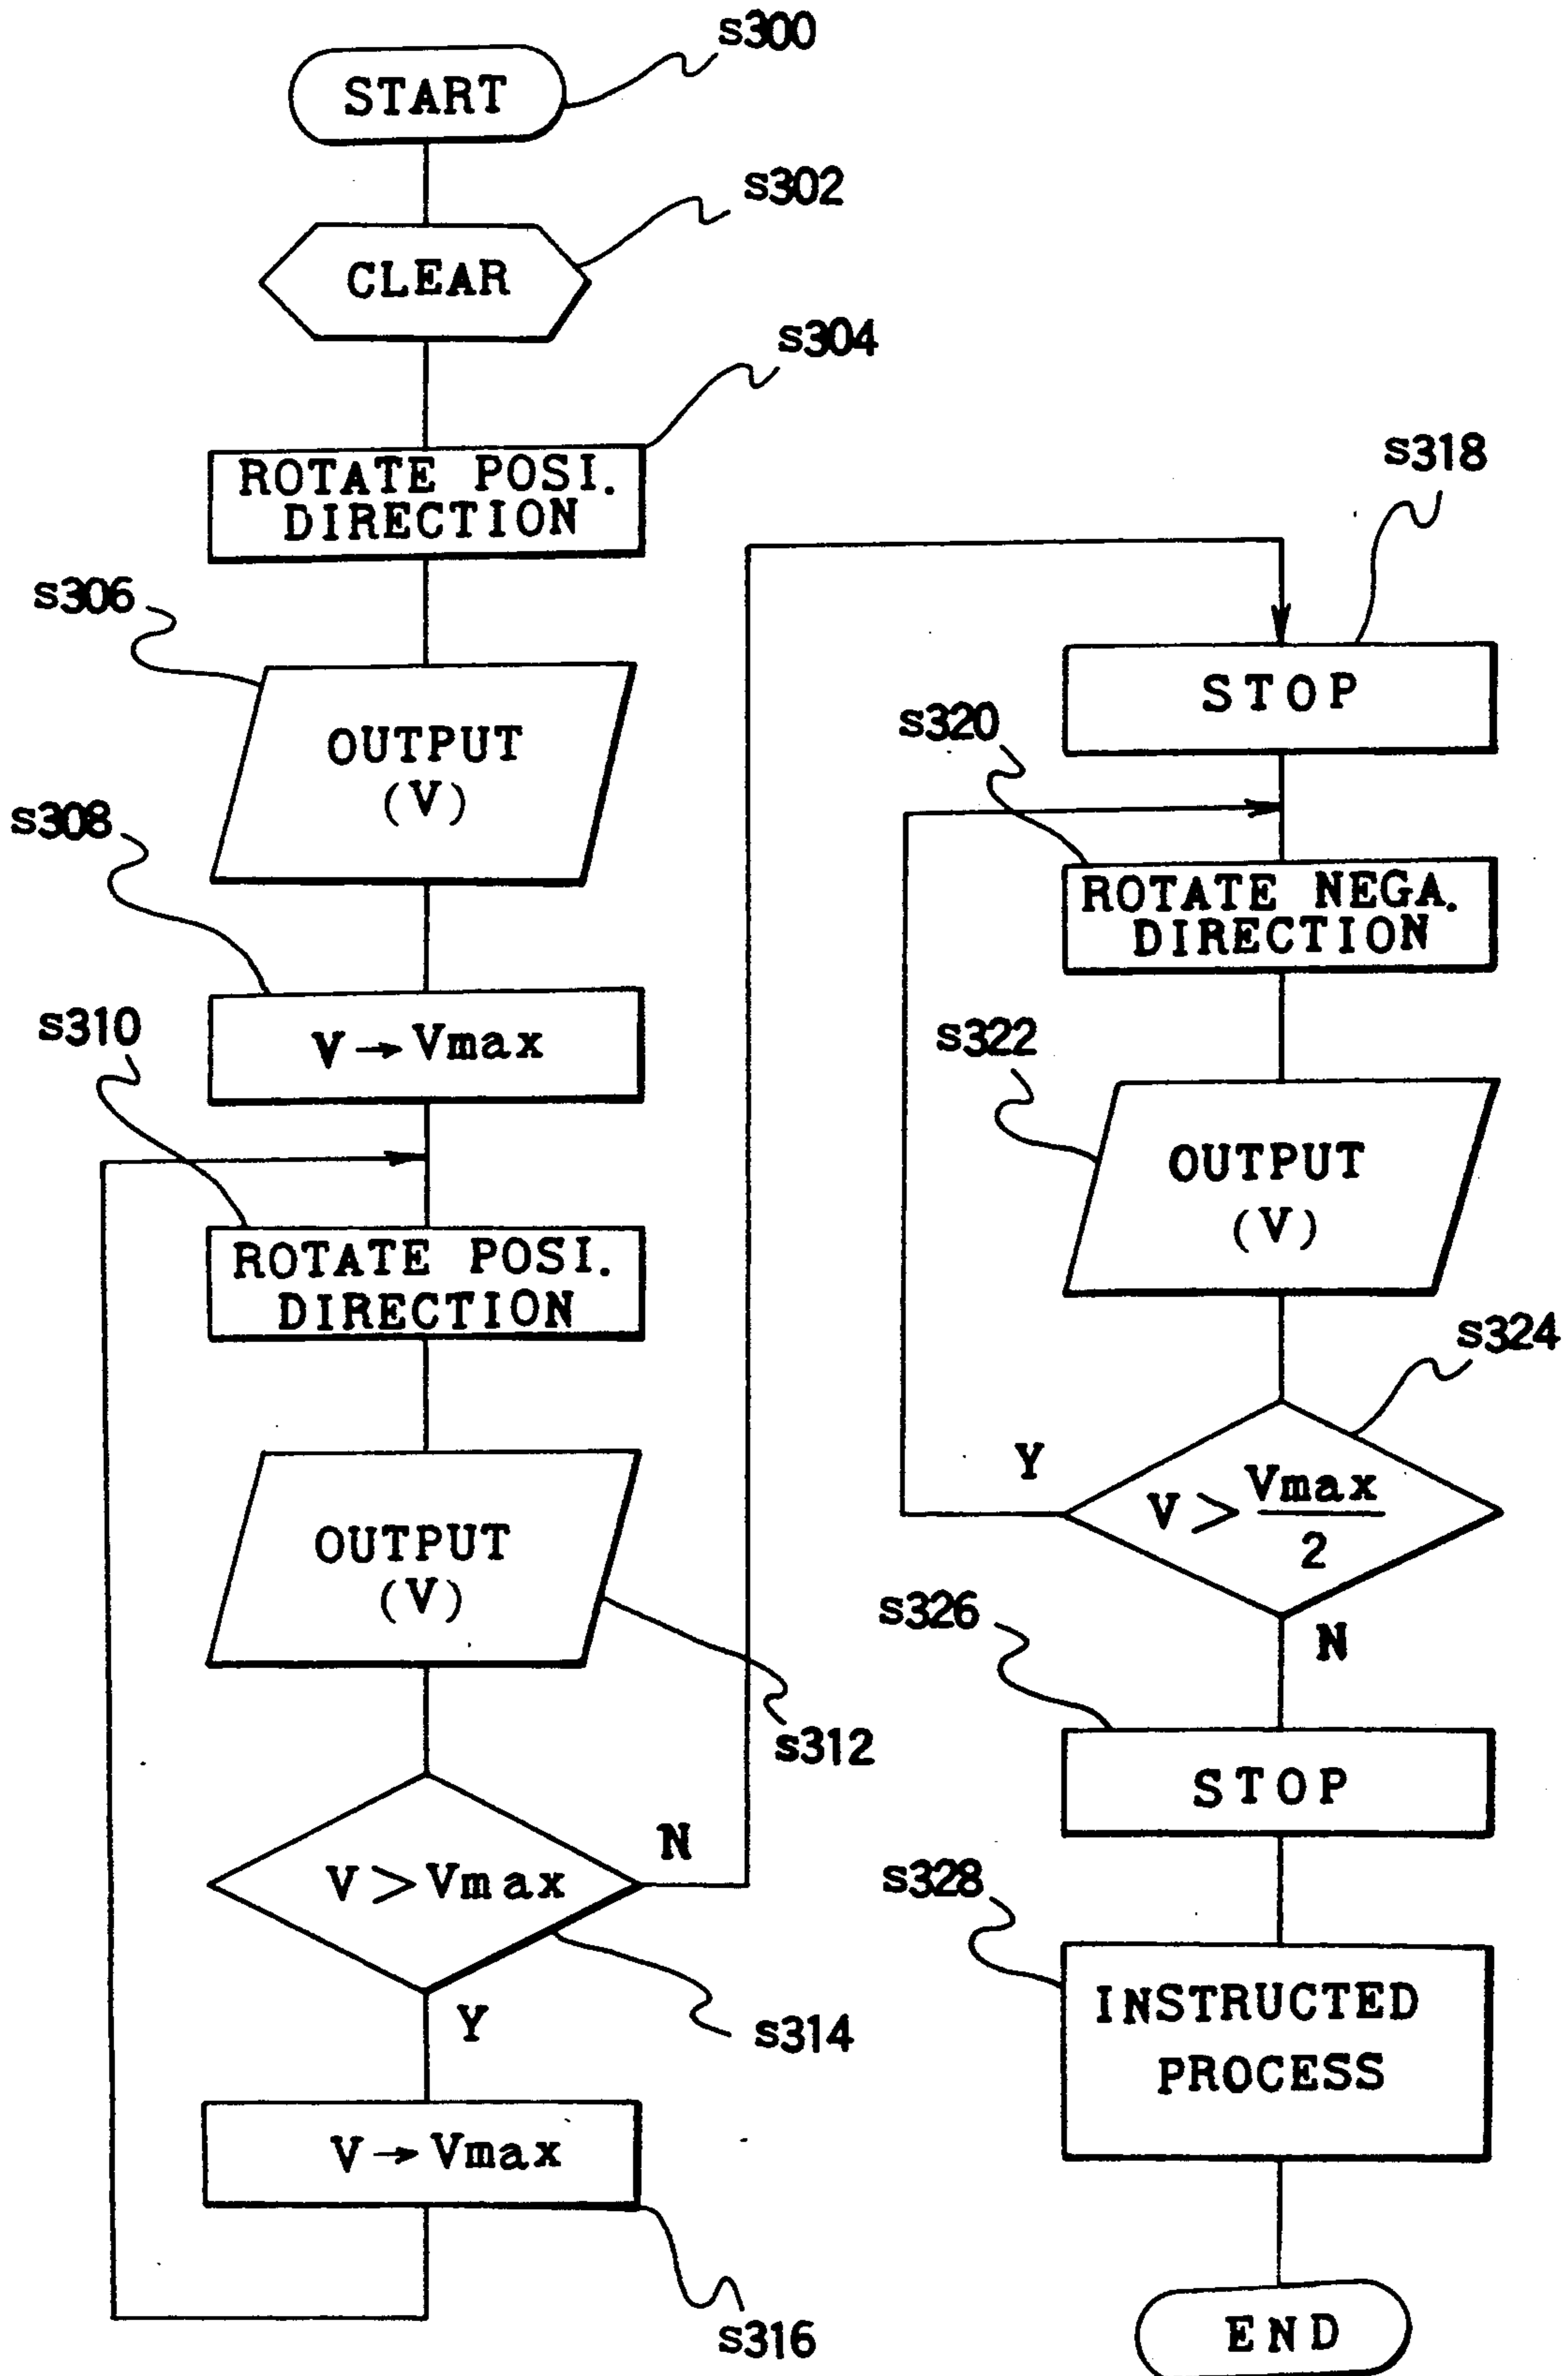 s300
START
s302
CLEAR
s304
ROTATE POSI.
DIRECTION
s306
OUTPUT
(V)
s308
V → Vmax
s310
ROTATE POSI.
DIRECTION
OUTPUT
(V)
s312
V > Vmax
N
Y
s314
V → Vmax
s316
s318
STOP
s320
ROTATE NEGA.
DIRECTION
s322
OUTPUT
(V)
s324
Y
V > Vmax
2
N
s326
STOP
s328
INSTRUCTED
PROCESS
END